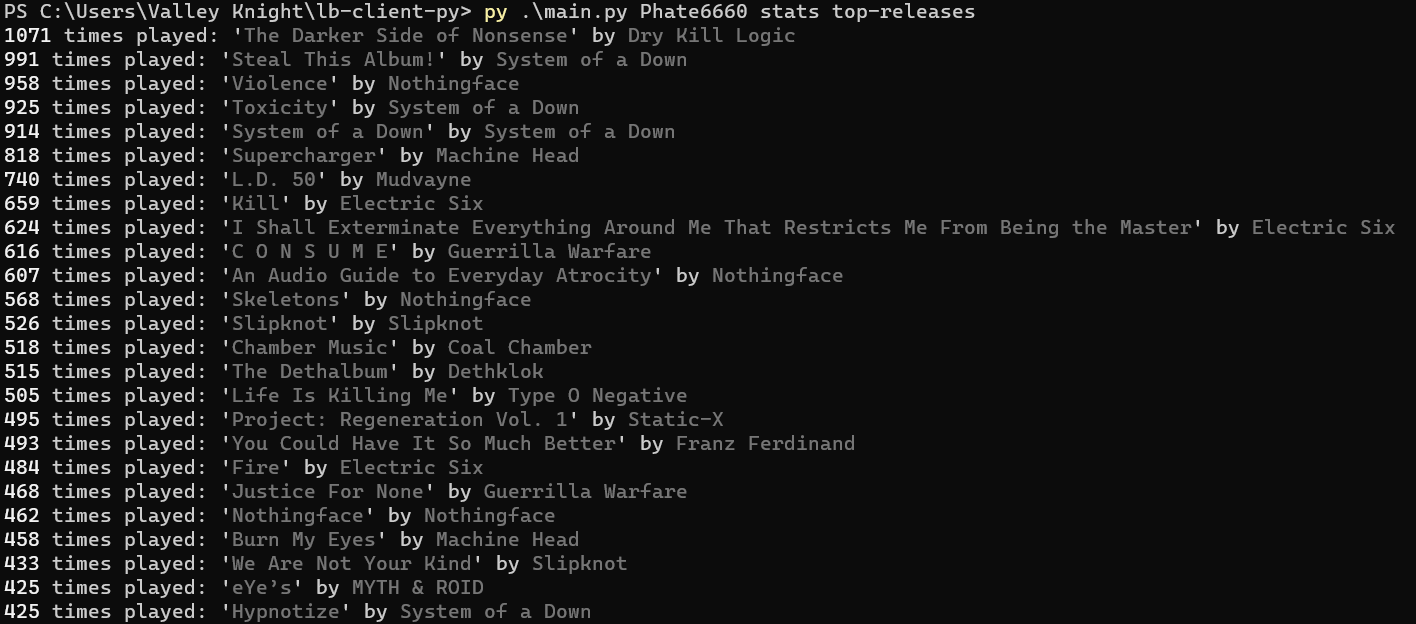 PS C:\Users\Valley Knight\lb-client-py> py .\main.py Phate6660 stats top-releases
1071 times played: 'The Darker Side of Nonsense' by Dry Kill Logic
991 times played: 'Steal This Album!' by System of a Down
958 times played: 'Violence' by Nothingface
925 times played: 'Toxicity' by System of a Down
914 times played: 'System of a Down' by System of a Down
818 times played: 'Supercharger' by Machine Head
740 times played: 'L.D. 50' by Mudvayne
659 times played: 'Kill' by Electric Six
624 times played: 'I Shall Exterminate Everything Around Me That Restricts Me From Being the Master' by Electric Six
616 times played: 'C O N S U M E' by Guerrilla Warfare
607 times played: 'An Audio Guide to Everyday Atrocity' by Nothingface
568 times played: 'Skeletons' by Nothingface
526 times played: 'Slipknot' by Slipknot
518 times played: 'Chamber Music' by Coal Chamber
515 times played: 'The Dethalbum' by Dethklok
505 times played: 'Life Is Killing Me' by Type O Negative
495 times played: 'Project: Regeneration Vol. 1' by Static-X
493 times played: 'You Could Have It So Much Better' by Franz Ferdinand
484 times played: 'Fire' by Electric Six
468 times played: 'Justice For None' by Guerrilla Warfare
462 times played: 'Nothingface' by Nothingface
458 times played: 'Burn My Eyes' by Machine Head
433 times played: 'We Are Not Your Kind' by Slipknot
425 times played: 'eYe’s' by MYTH & ROID
425 times played: 'Hypnotize' by System of a Down